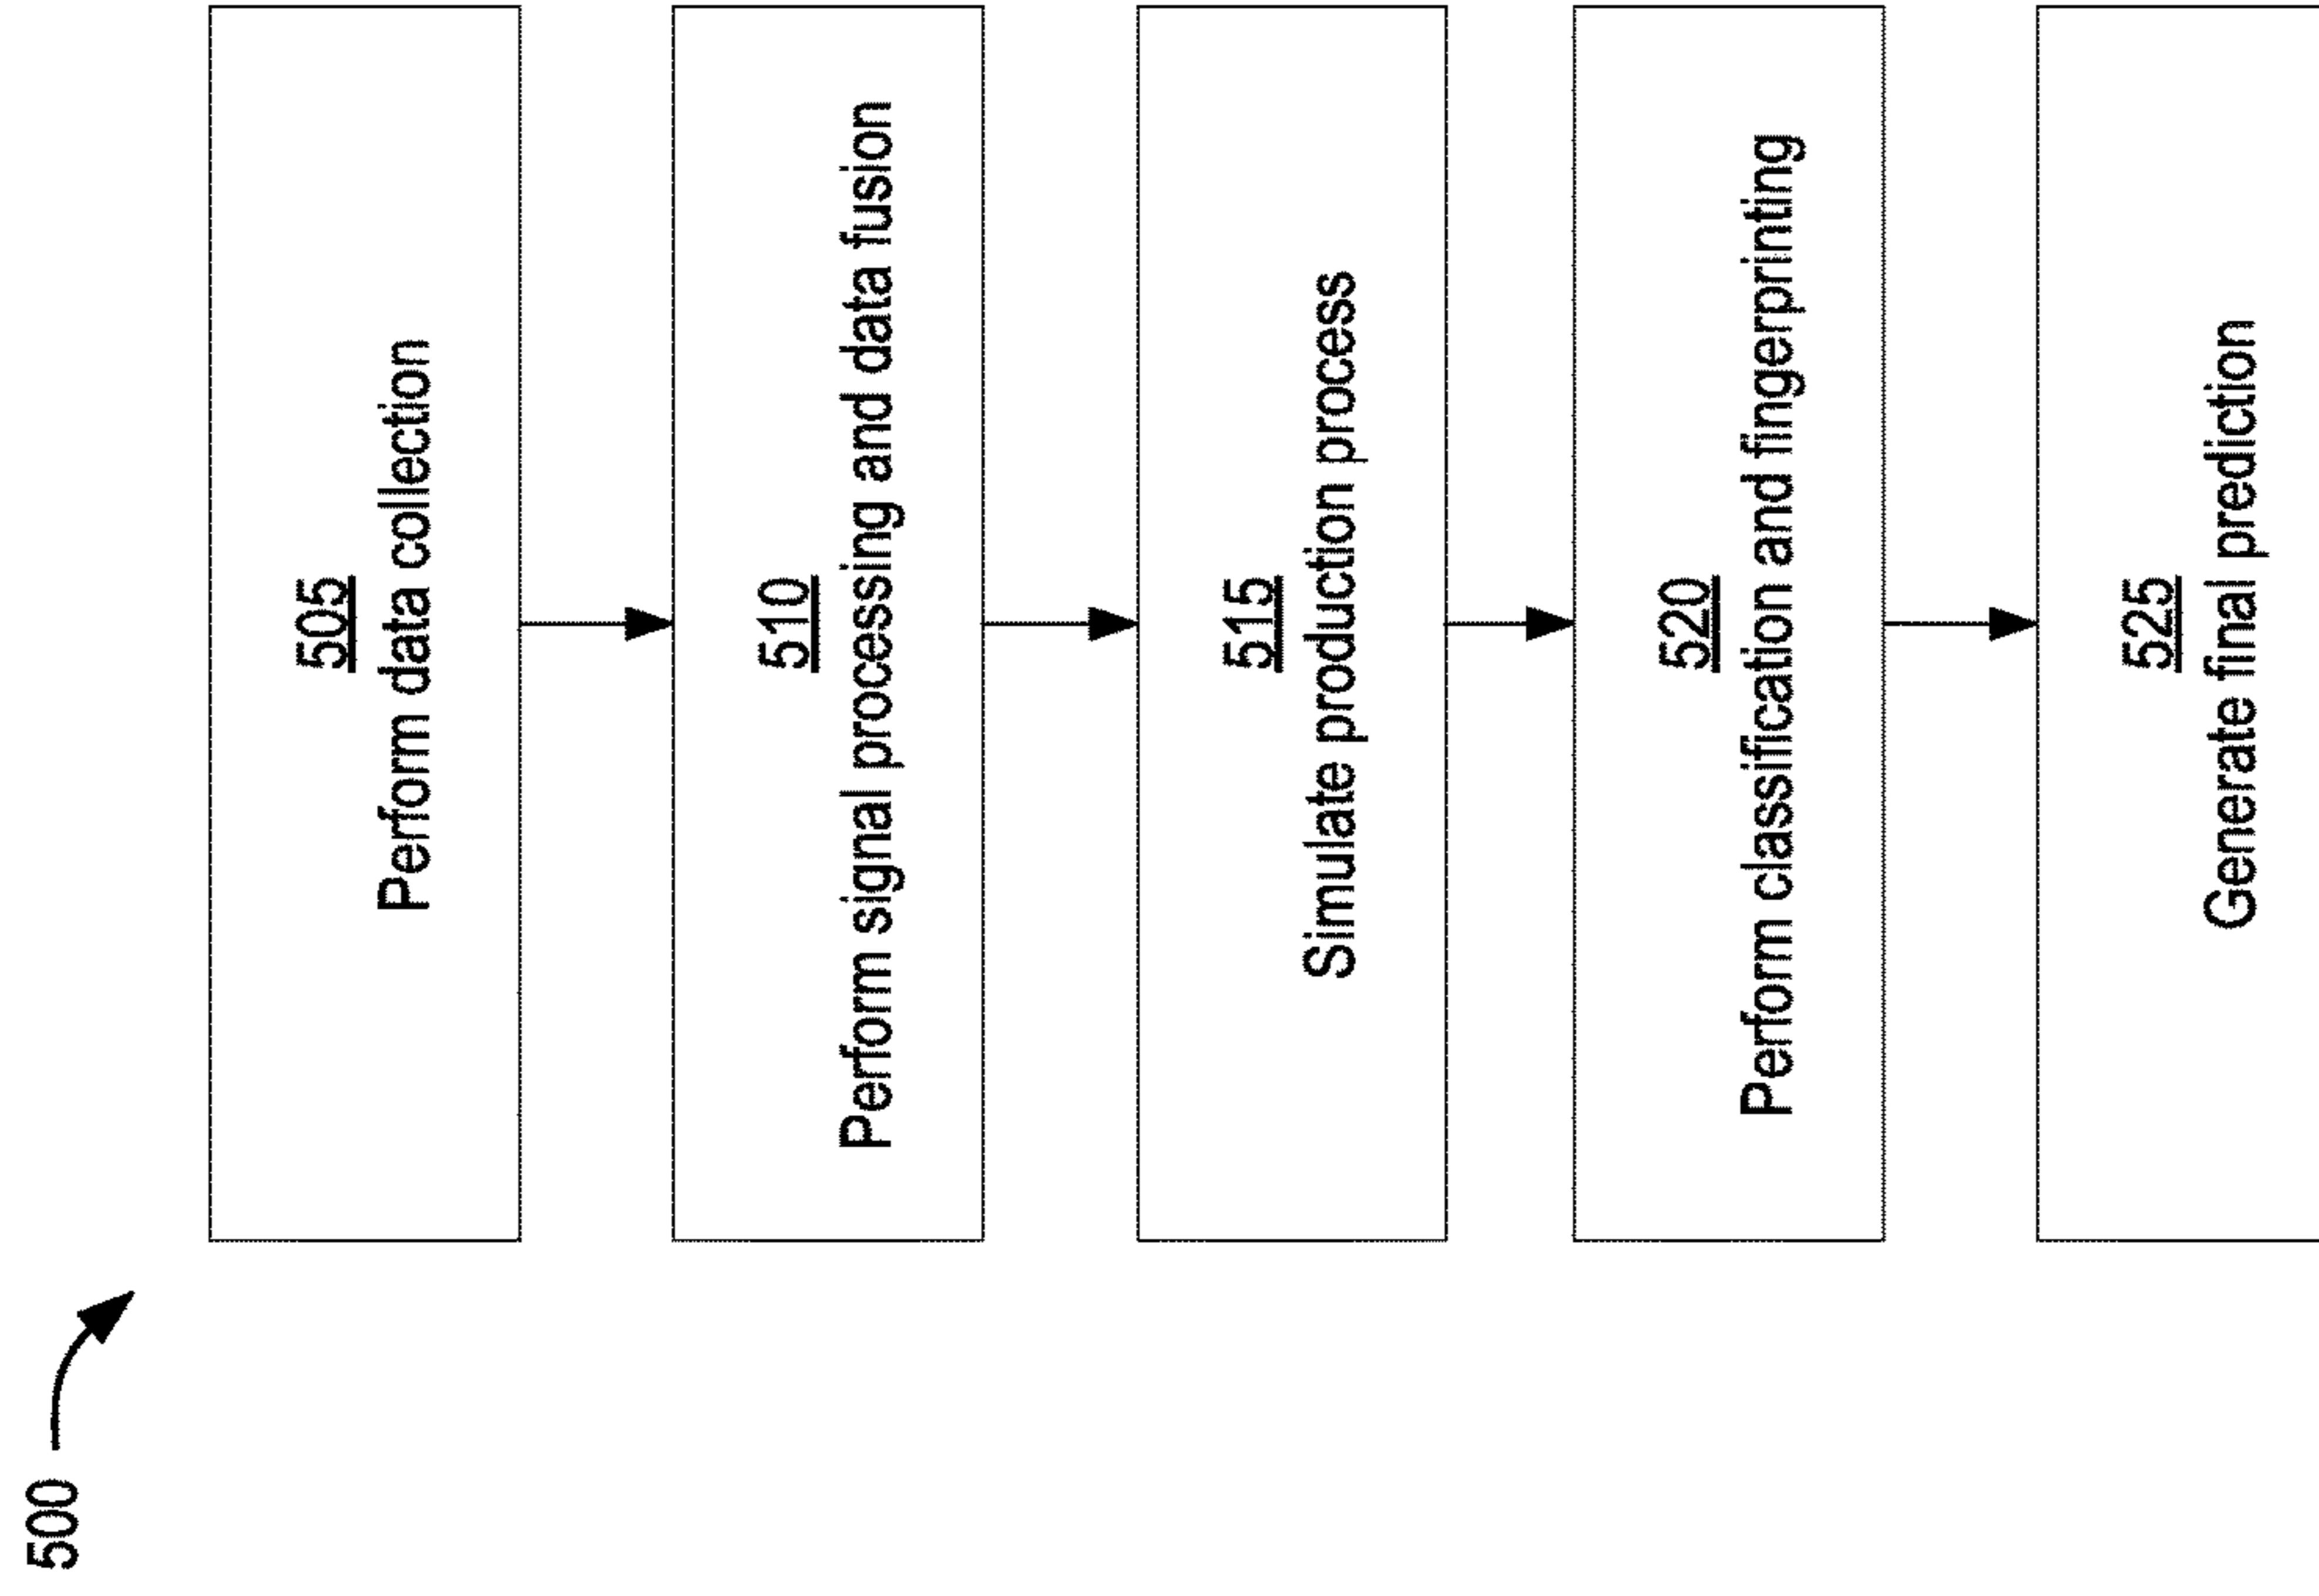 500
505
Perform data collection
510
Perform signal processing and data fusion
515
Simulate production process
520
Perform classification and fingerprinting
525
Generate final prediction